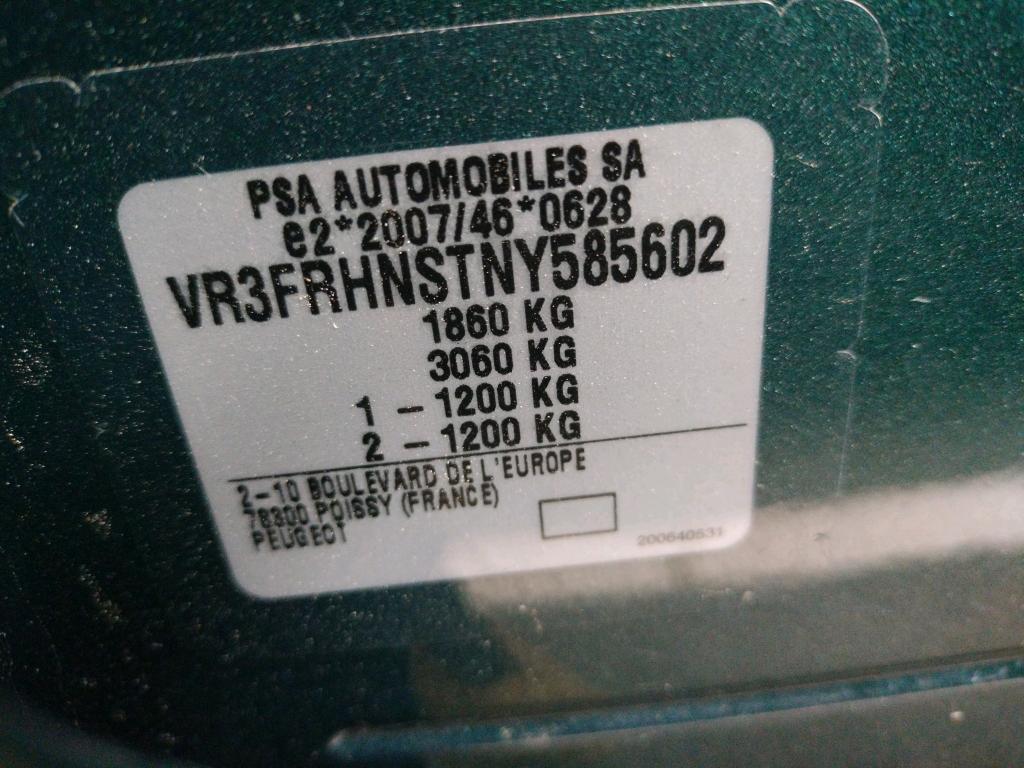 PSA AUTOMOBILES SA
e2*2007/46*0628
VR3FRHNSTNY585602
1860 KG
3060 KG
1 - 1200 KG
2 - 1200 KG
2-10 BOULEVARD DE L'EUROPE
78300 POISSY (FRANCE)
PEUGEOT
200640531